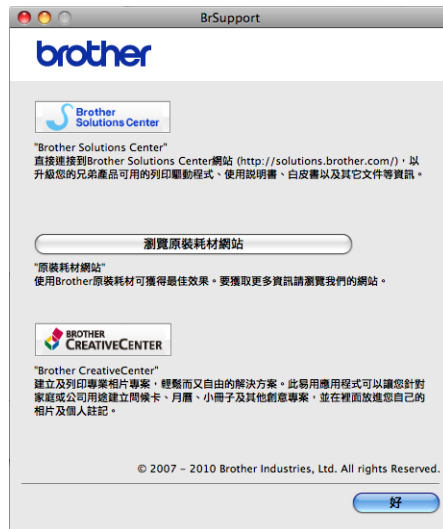 BrSupport
brother
Brother
Solutions Center
"Brother Solutions Center"
直接連接到Brother Solutions Center網站 (http://solutions.brother.com/)，以
升級您的兄弟產品可用的列印驅動程式、使用說明書、白皮書以及其它文件等資訊。
瀏覽原裝耗材網站
"原裝耗材網站"
使用Brother原裝耗材可獲得最佳效果。要獲取更多資訊請瀏覽我們的網站。
BROTHER
CREATIVECENTER
"Brother CreativeCenter"
建立及列印專業相片專案，輕鬆而又自由的解決方案。此易用應用程式可以讓您針對
家庭或公司用途建立問候卡、月曆、小冊子及其他創意專案，並在裡面放進您自己的
相片及個人註記。
© 2007 – 2010 Brother Industries, Ltd. All rights Reserved.
好